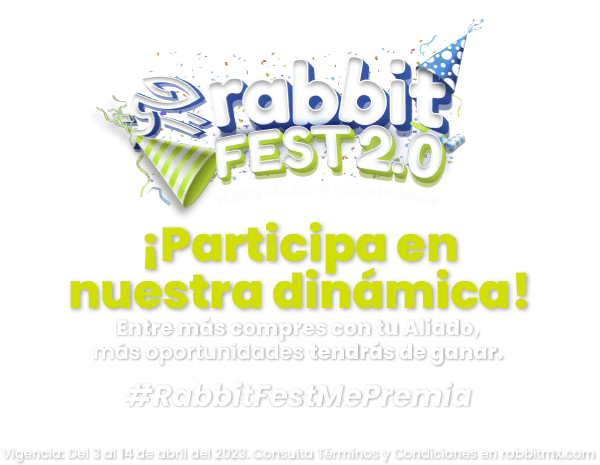 rabbit
FEST 2.0
¡Participa en
nuestra dinámica!
Entre más compres con tu Aliado,
más oportunidades tendrás de ganar.
#RabbitFestMePremia
Vigencia: Del 3 al 14 de abril del 2023. Consulta Términos y Condiciones en rabbitmx.com